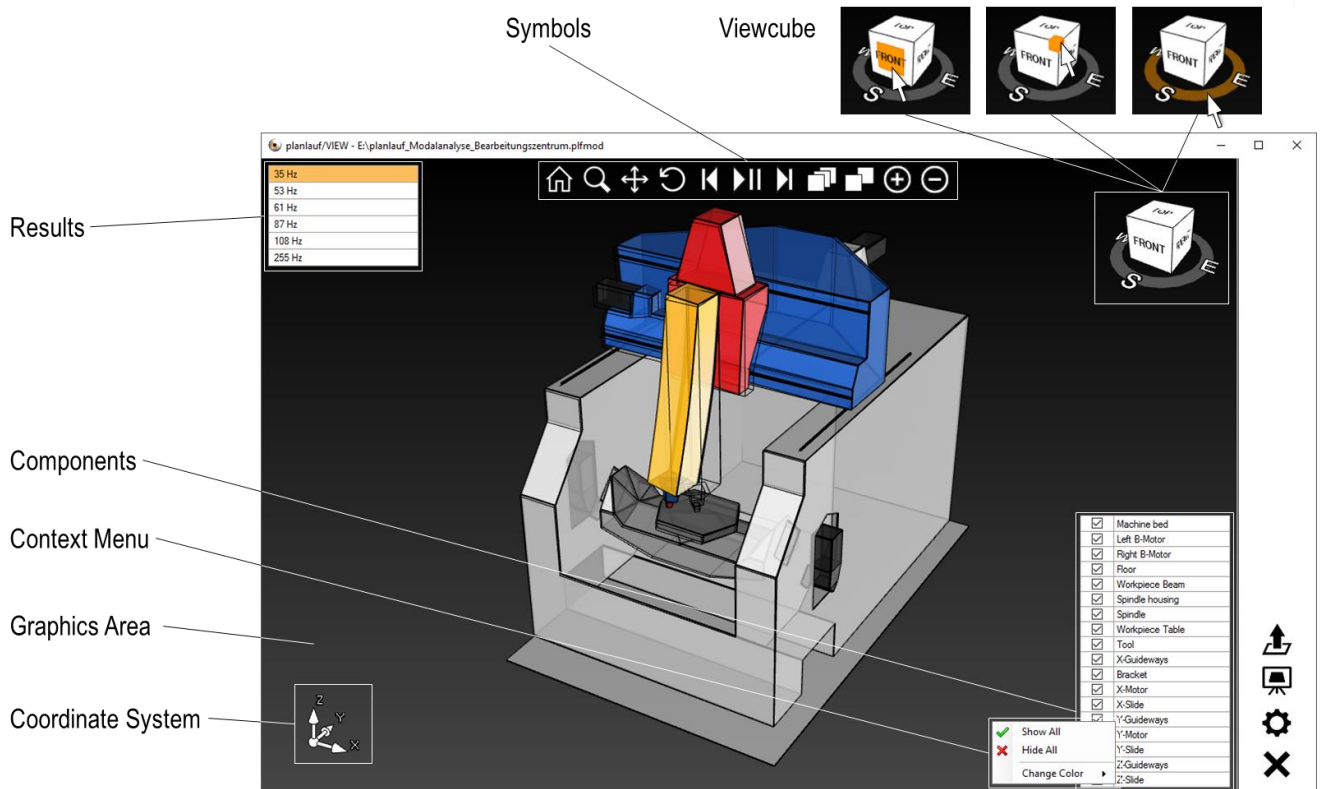 Symbols
Viewcube
TOP
FRONT
W
S
E
TOP
FRONT
W
S
E
TOP
FRONT
W
S
E
planlauf/VIEW - E:\planlauf_Modalanalyse_Bearbeitungszentrum.plfmod
35 Hz
53 Hz
61 Hz
87 Hz
108 Hz
255 Hz
TOP
FRONT
W
S
E
Results
Components
Context Menu
Graphics Area
Coordinate System
Z
Y
X
Machine bed
Left B-Motor
Right B-Motor
Floor
Workpiece Beam
Spindle housing
Spindle
Workpiece Table
Tool
X-Guideways
Bracket
X-Motor
X-Slide
Y-Guideways
Y-Motor
Y-Slide
Z-Guideways
Z-Slide
Show All
Hide All
Change Color